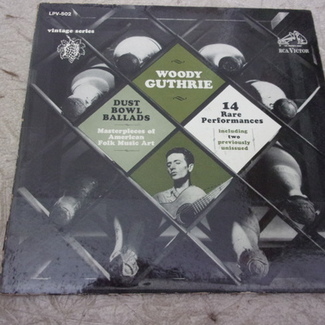 LPV-502
vintage series
RCA VICTOR
WOODY
GUTHRIE
DUST
BOWL
BALLADS
Masterpieces of
American
Folk Music Art
14
Rare
Performances
including
two
previously
unissued